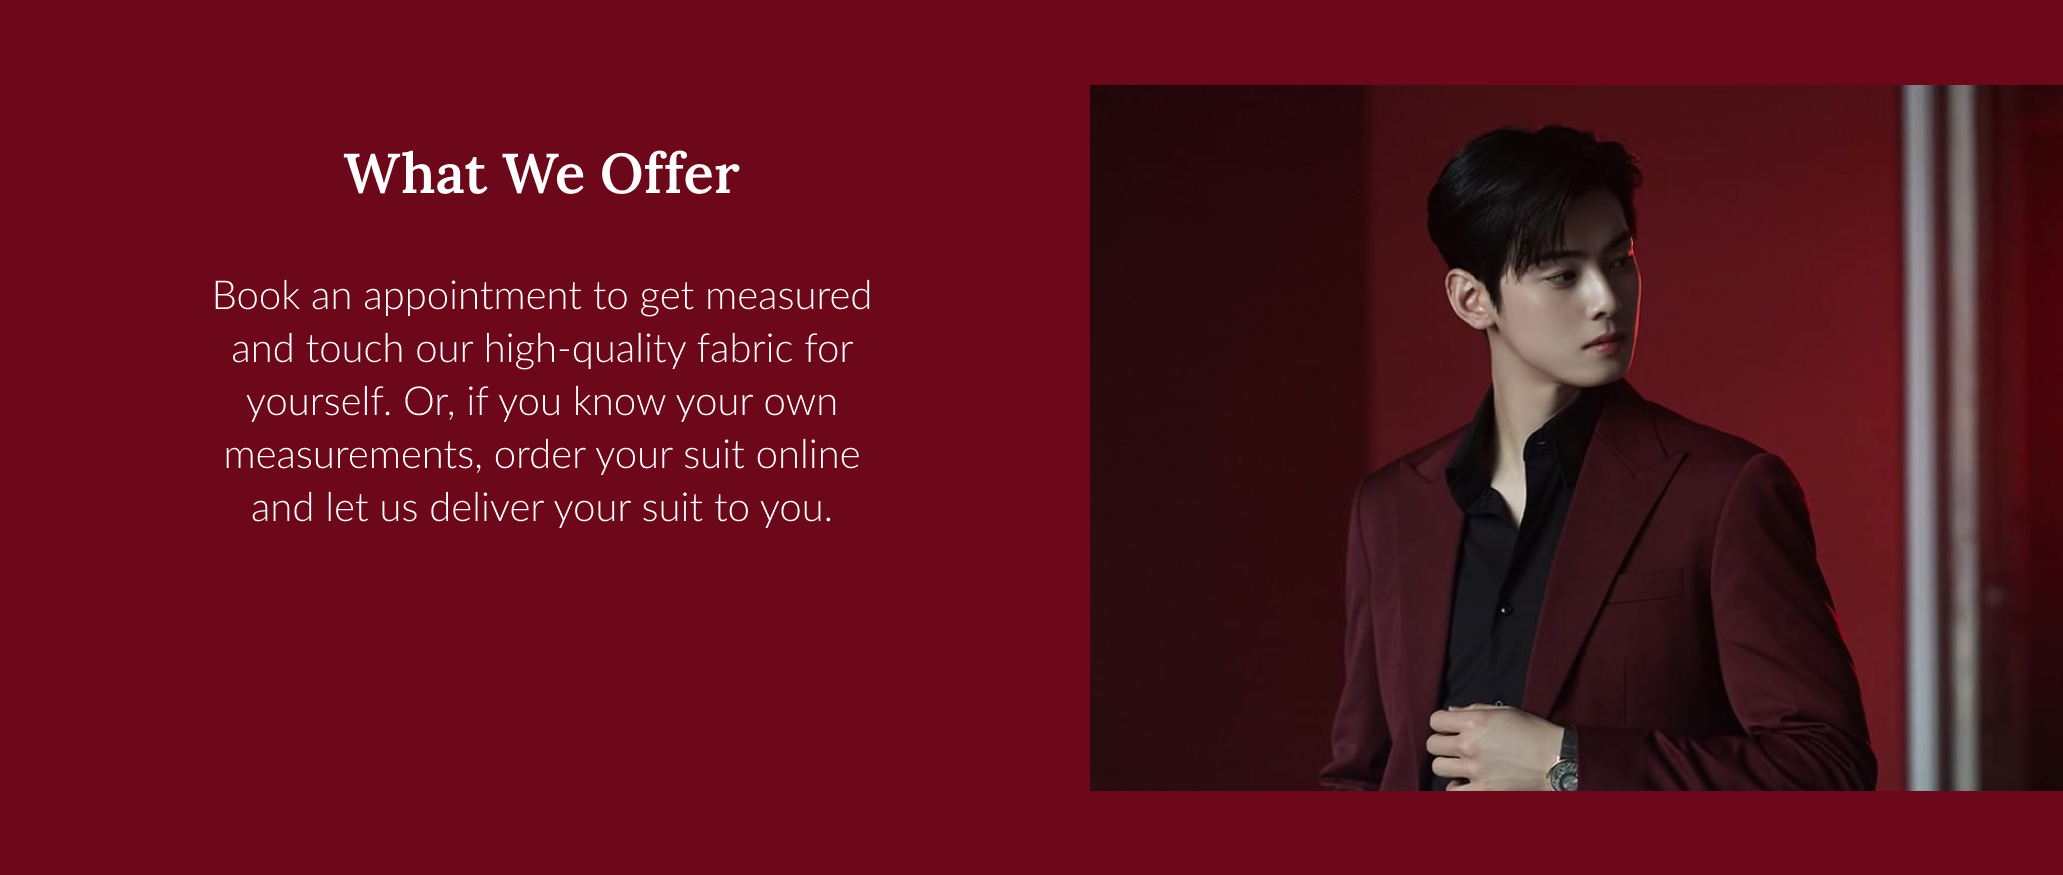 What We Offer
Book an appointment to get measured
and touch our high-quality fabric for
yourself. Or, if you know your own
measurements, order your suit online
and let us deliver your suit to you.